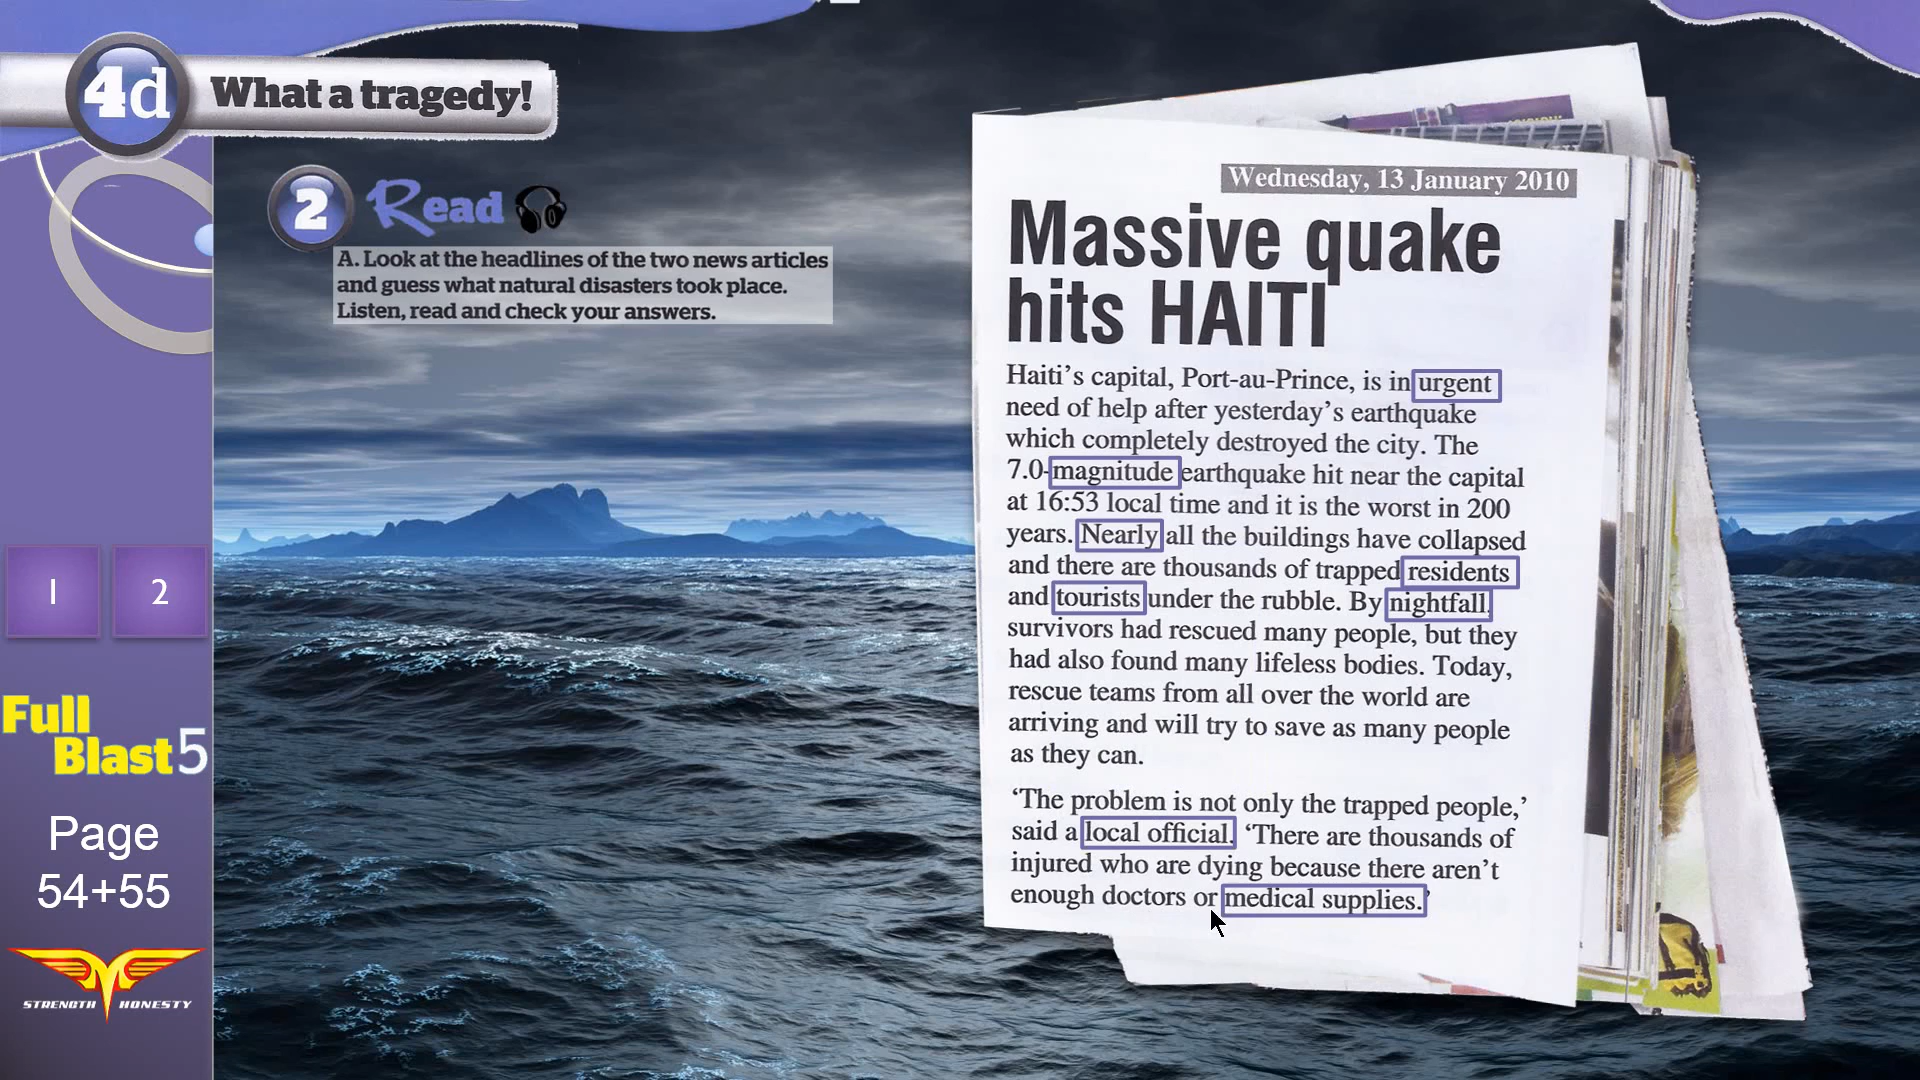 4d What a tragedy!
2 Read
A. Look at the headlines of the two news articles
and guess what natural disasters took place.
Listen, read and check your answers.
1 2
Full
Blast 5
Page
54+55
STRENGTH HONESTY
Wednesday, 13 January 2010
Massive quake
hits HAITI
Haiti’s capital, Port-au-Prince, is in urgent
need of help after yesterday’s earthquake
which completely destroyed the city. The
7.0-magnitude earthquake hit near the capital
at 16:53 local time and it is the worst in 200
years. Nearly all the buildings have collapsed
and there are thousands of trapped residents
and tourists under the rubble. By nightfall,
survivors had rescued many people, but they
had also found many lifeless bodies. Today,
rescue teams from all over the world are
arriving and will try to save as many people
as they can.
‘The problem is not only the trapped people,’
said a local official. ‘There are thousands of
injured who are dying because there aren’t
enough doctors or medical supplies.’